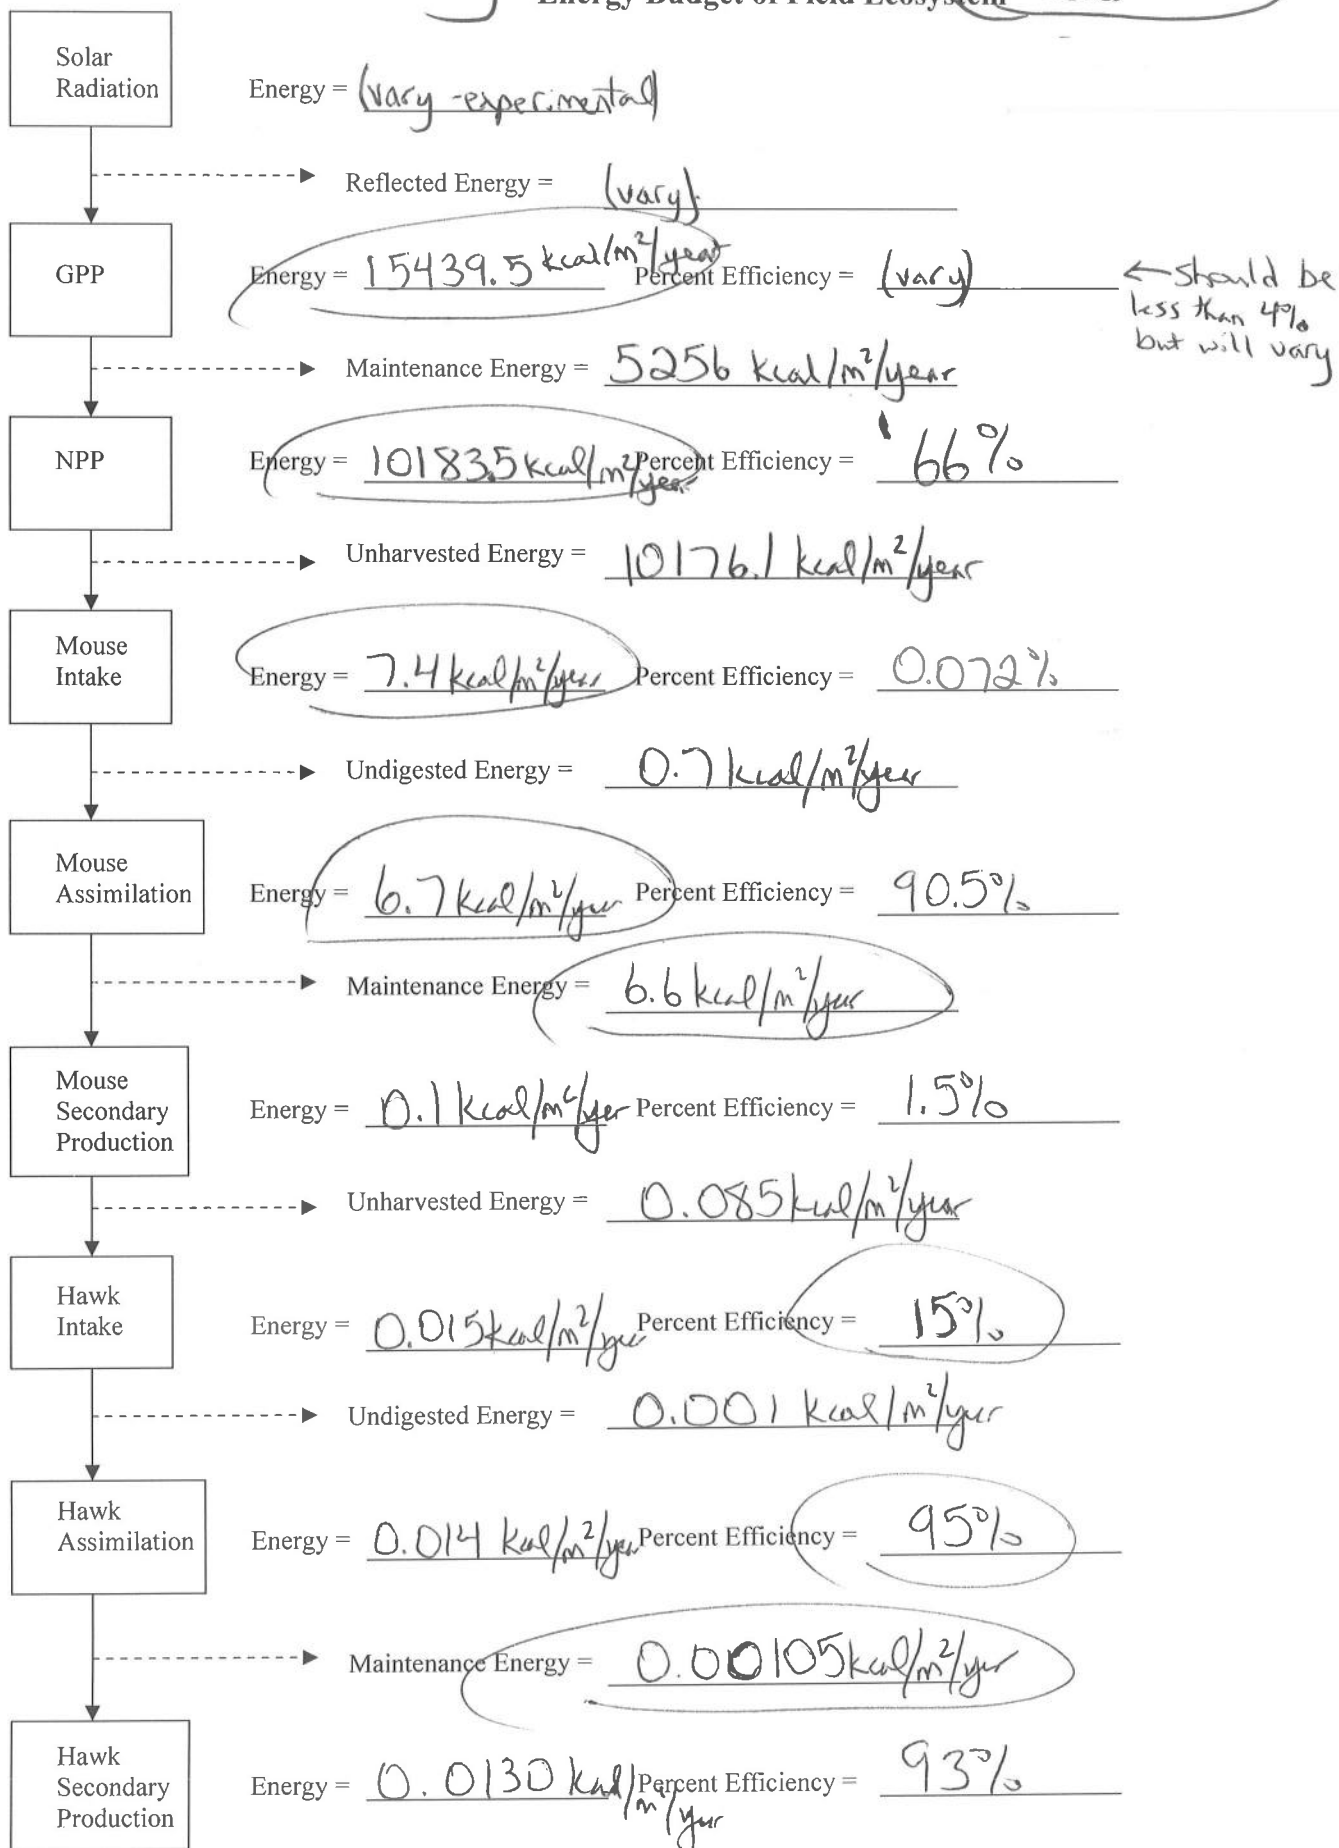 Energy Budget of Field Ecosystem
Solar
Radiation
Energy = (vary - experimental)
Reflected Energy = (vary)
GPP
Energy = 15439.5 kcal/m²/year Percent Efficiency = (vary)
← should be
less than 4%
but will vary
Maintenance Energy = 5256 kcal/m²/year
NPP
Energy = 10183.5 kcal/m²/year Percent Efficiency = 66%
Unharvested Energy = 10176.1 kcal/m²/year
Mouse
Intake
Energy = 7.4 kcal/m²/year Percent Efficiency = 0.072%
Undigested Energy = 0.7 kcal/m²/year
Mouse
Assimilation
Energy = 6.7 kcal/m²/year Percent Efficiency = 90.5%
Maintenance Energy = 6.6 kcal/m²/year
Mouse
Secondary
Production
Energy = 0.1 kcal/m²/year Percent Efficiency = 1.5%
Unharvested Energy = 0.085 kcal/m²/year
Hawk
Intake
Energy = 0.015 kcal/m²/year Percent Efficiency = 15%
Undigested Energy = 0.001 kcal/m²/year
Hawk
Assimilation
Energy = 0.014 kcal/m²/year Percent Efficiency = 95%
Maintenance Energy = 0.00105 kcal/m²/year
Hawk
Secondary
Production
Energy = 0.0130 kcal/m²/year Percent Efficiency = 93%